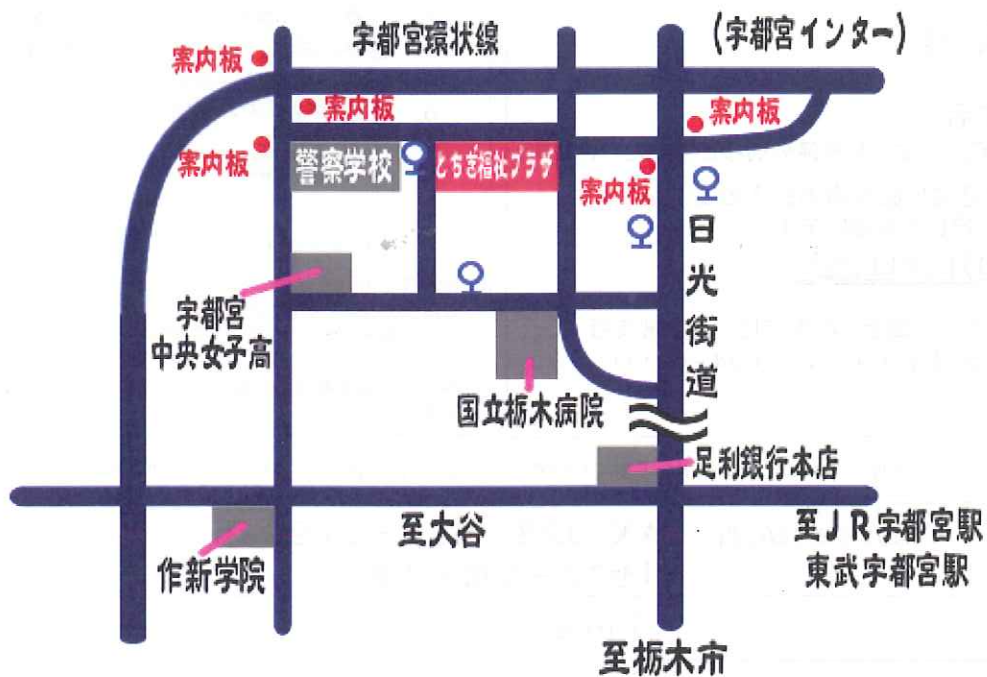 宇都宮環状線
(宇都宮インター)
案内板
案内板
案内板
案内板
警察学校
とちぎ福祉プラザ
案内板
日光街道
宇都宮
中央女子高
国立栃木病院
足利銀行本店
至大谷
至JR宇都宮駅
東武宇都宮駅
作新学院
至栃木市